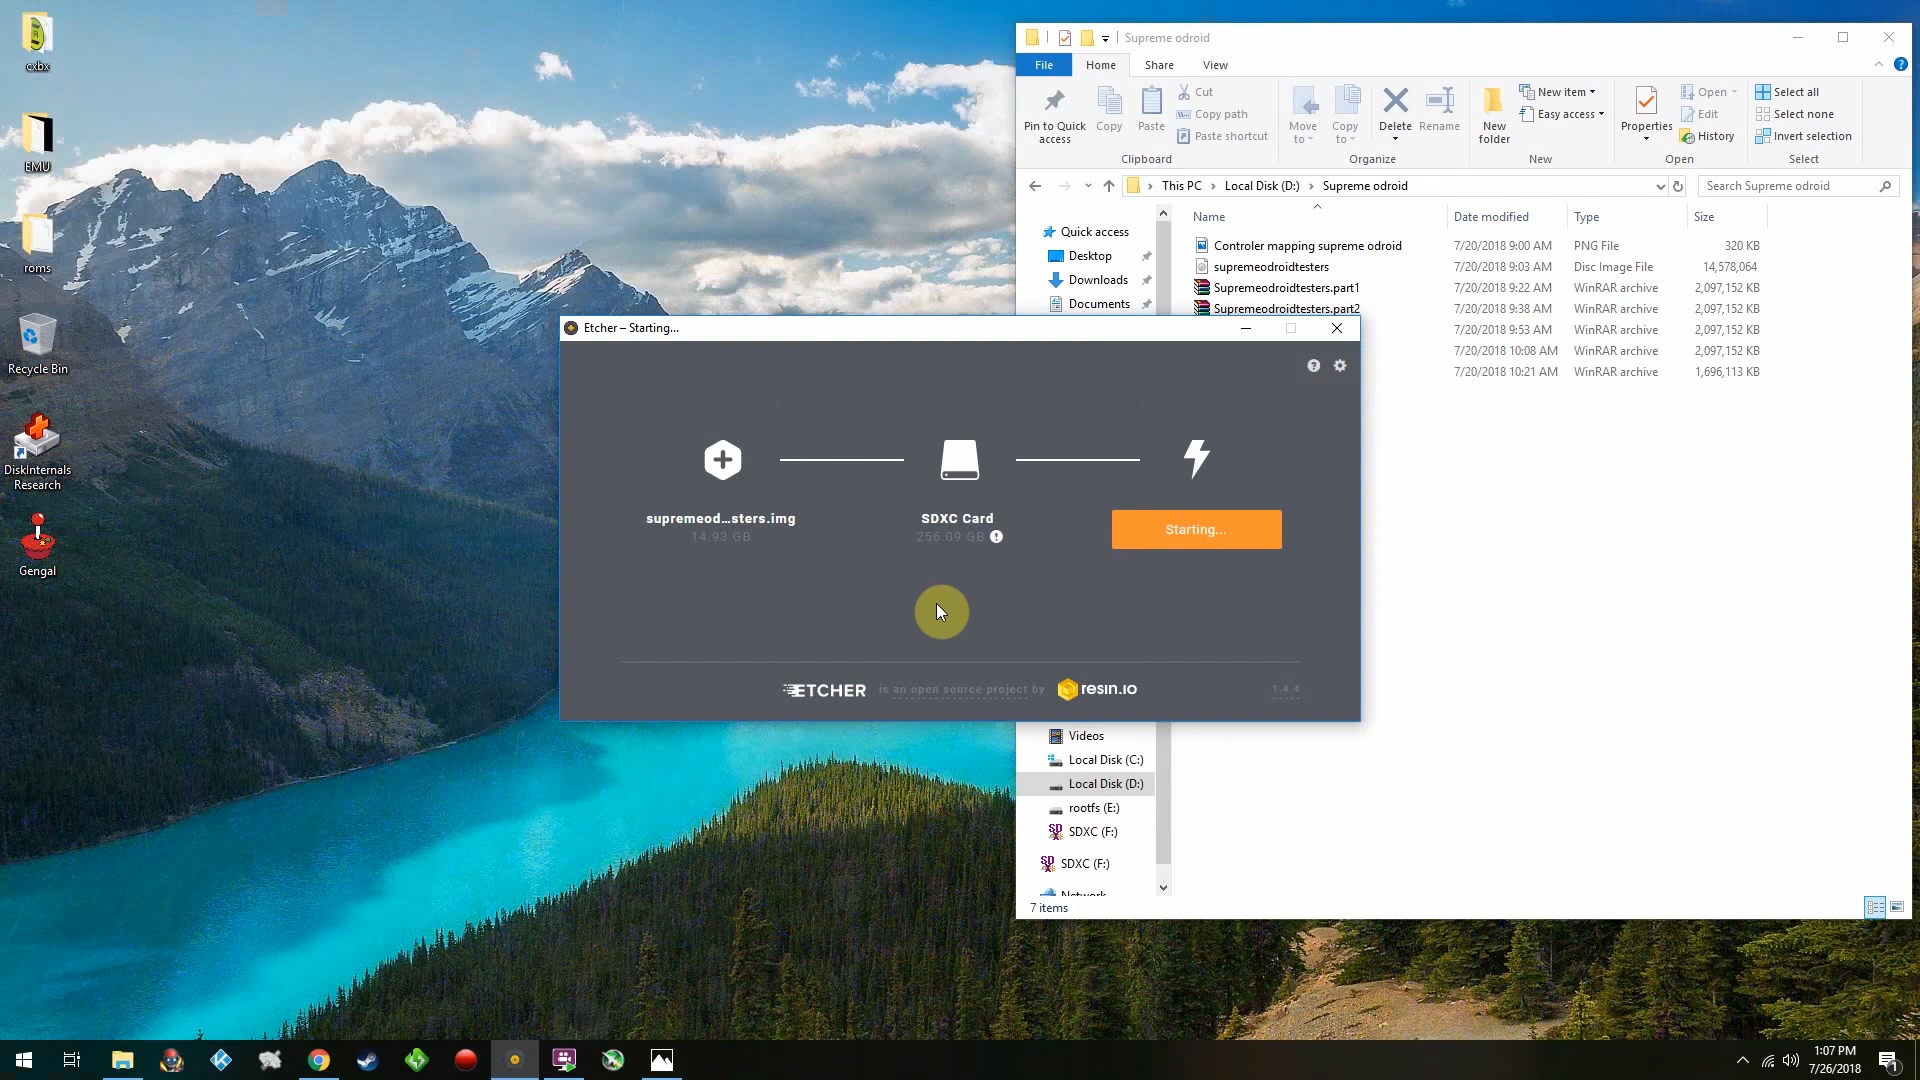 cxbx
EMU
roms
Recycle Bin
DiskInternals
Research
Gengal
Supreme odroid
File
Home
Share
View
Pin to Quick
access
Copy
Paste
Cut
Copy path
Paste shortcut
Move
to
Copy
to
Delete
Rename
New
folder
New item
Easy access
Properties
Open
Edit
History
Select all
Select none
Invert selection
Clipboard
Organize
New
Open
Select
This PC
Local Disk (D:)
Supreme odroid
Search Supreme odroid
Name
Date modified
Type
Size
Quick access
Desktop
Downloads
Documents
Controler mapping supreme odroid 7/20/2018 9:00 AM PNG File 320 KB
supremeodroidtesters 7/20/2018 9:03 AM Disc Image File 14,578,064
Supremeodroidtesters.part1 7/20/2018 9:22 AM WinRAR archive 2,097,152 KB
Supremeodroidtesters.part2 7/20/2018 9:38 AM WinRAR archive 2,097,152 KB
7/20/2018 9:53 AM WinRAR archive 2,097,152 KB
7/20/2018 10:08 AM WinRAR archive 2,097,152 KB
7/20/2018 10:21 AM WinRAR archive 1,696,113 KB
Etcher – Starting...
supremeod...sters.img
14.93 GB
SDXC Card
256.09 GB
Starting...
ETCHER is an open source project by resin.io
1.4.4
Videos
Local Disk (C:)
Local Disk (D:)
rootfs (E:)
SDXC (F:)
SDXC (F:)
Network
7 items
1:07 PM
7/26/2018
1